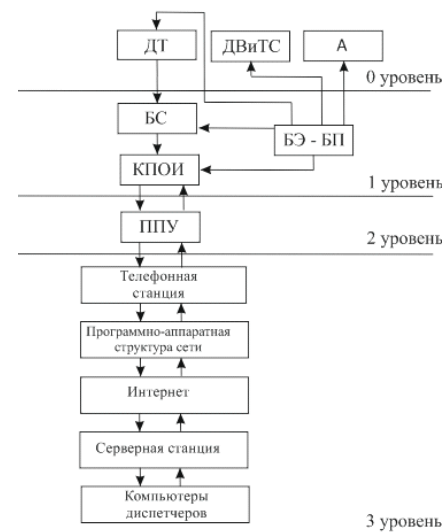 ДТ
ДВиТС
А
0 уровень
БС
БЭ - БП
КПОИ
1 уровень
ППУ
2 уровень
Телефонная
станция
Программно-аппаратная
структура сети
Интернет
Серверная станция
Компьютеры
диспетчеров
3 уровень